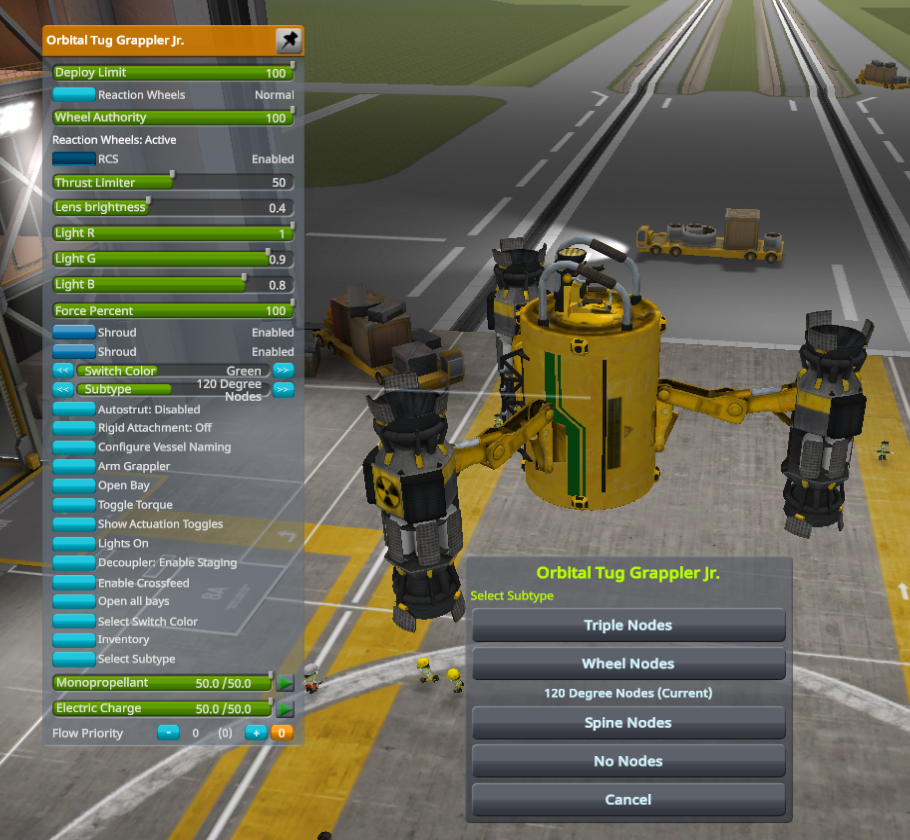 Orbital Tug Grappler Jr.
Deploy Limit 100
Reaction Wheels Normal
Wheel Authority 100
Reaction Wheels: Active
RCS Enabled
Thrust Limiter 50
Lens brightness 0.4
Light R 1
Light G 0.9
Light B 0.8
Force Percent 100
Shroud Enabled
Shroud Enabled
<< Switch Color Green >>
<< Subtype 120 Degree Nodes >>
Autostrut: Disabled
Rigid Attachment: Off
Configure Vessel Naming
Arm Grappler
Open Bay
Toggle Torque
Show Actuation Toggles
Lights On
Decoupler: Enable Staging
Enable Crossfeed
Open all bays
Select Switch Color
Inventory
Select Subtype
Monopropellant 50.0 /50.0
Electric Charge 50.0 /50.0
Flow Priority - 0 (0) + 0
Orbital Tug Grappler Jr.
Select Subtype
Triple Nodes
Wheel Nodes
120 Degree Nodes (Current)
Spine Nodes
No Nodes
Cancel